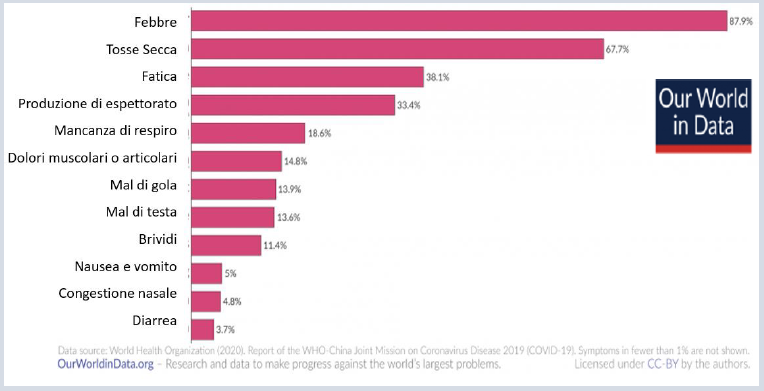 Febbre 87.9%
Tosse Secca 67.7%
Fatica 38.1%
Produzione di espettorato 33.4%
Mancanza di respiro 18.6%
Dolori muscolari o articolari 14.8%
Mal di gola 13.9%
Mal di testa 13.6%
Brividi 11.4%
Nausea e vomito 5%
Congestione nasale 4.8%
Diarrea 3.7%
Our World
in Data
Data source: World Health Organization (2020). Report of the WHO-China Joint Mission on Coronavirus Disease 2019 (COVID-19). Symptoms in fewer than 1% are not shown.
OurWorldinData.org – Research and data to make progress against the world's largest problems. Licensed under CC-BY by the authors.